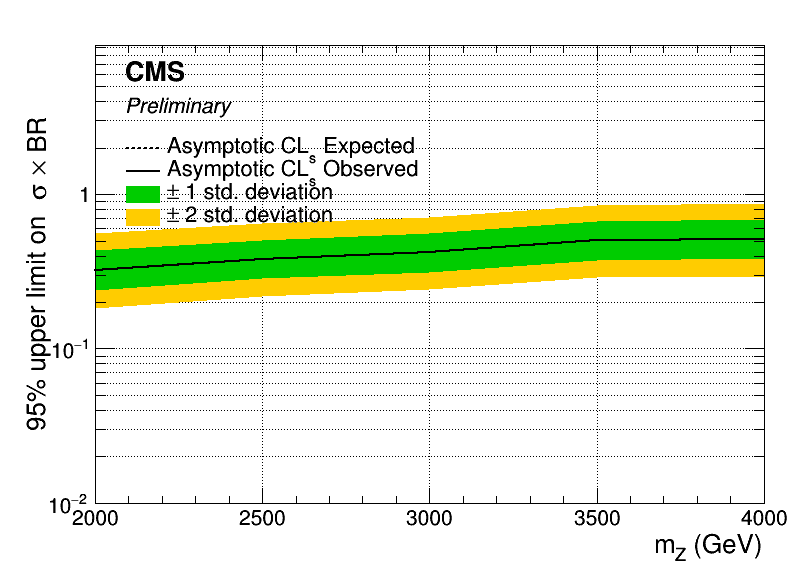 CMS
Preliminary
Asymptotic CLs Expected
Asymptotic CLs Observed
± 1 std. deviation
± 2 std. deviation
95% upper limit on σ × BR
1
10−1
10−2
2000 2500 3000 3500 4000
mZ (GeV)